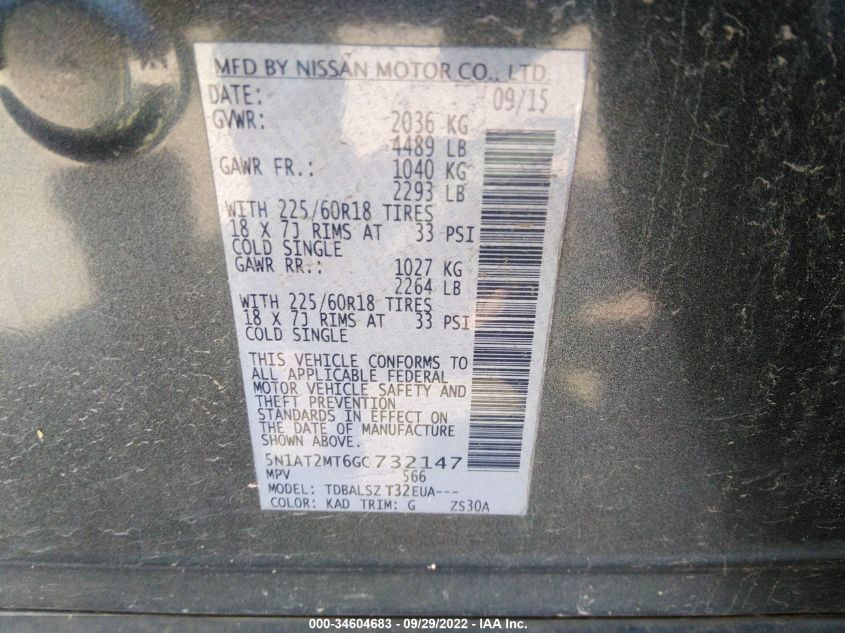 MFD BY NISSAN MOTOR CO., LTD.
DATE: 09/15
GVWR: 2036 KG
4489 LB
GAWR FR.: 1040 KG
2293 LB
WITH 225/60R18 TIRES
18 X 7J RIMS AT 33 PSI
COLD SINGLE
GAWR RR.: 1027 KG
2264 LB
WITH 225/60R18 TIRES
18 X 7J RIMS AT 33 PSI
COLD SINGLE
THIS VEHICLE CONFORMS TO
ALL APPLICABLE FEDERAL
MOTOR VEHICLE SAFETY AND
THEFT PREVENTION
STANDARDS IN EFFECT ON
THE DATE OF MANUFACTURE
SHOWN ABOVE.
5N1AT2MT6GC732147
MPV 566
MODEL: TDBALSZ T32EUA---
COLOR: KAD TRIM: G ZS30A
000-34604683 - 09/29/2022 - IAA Inc.